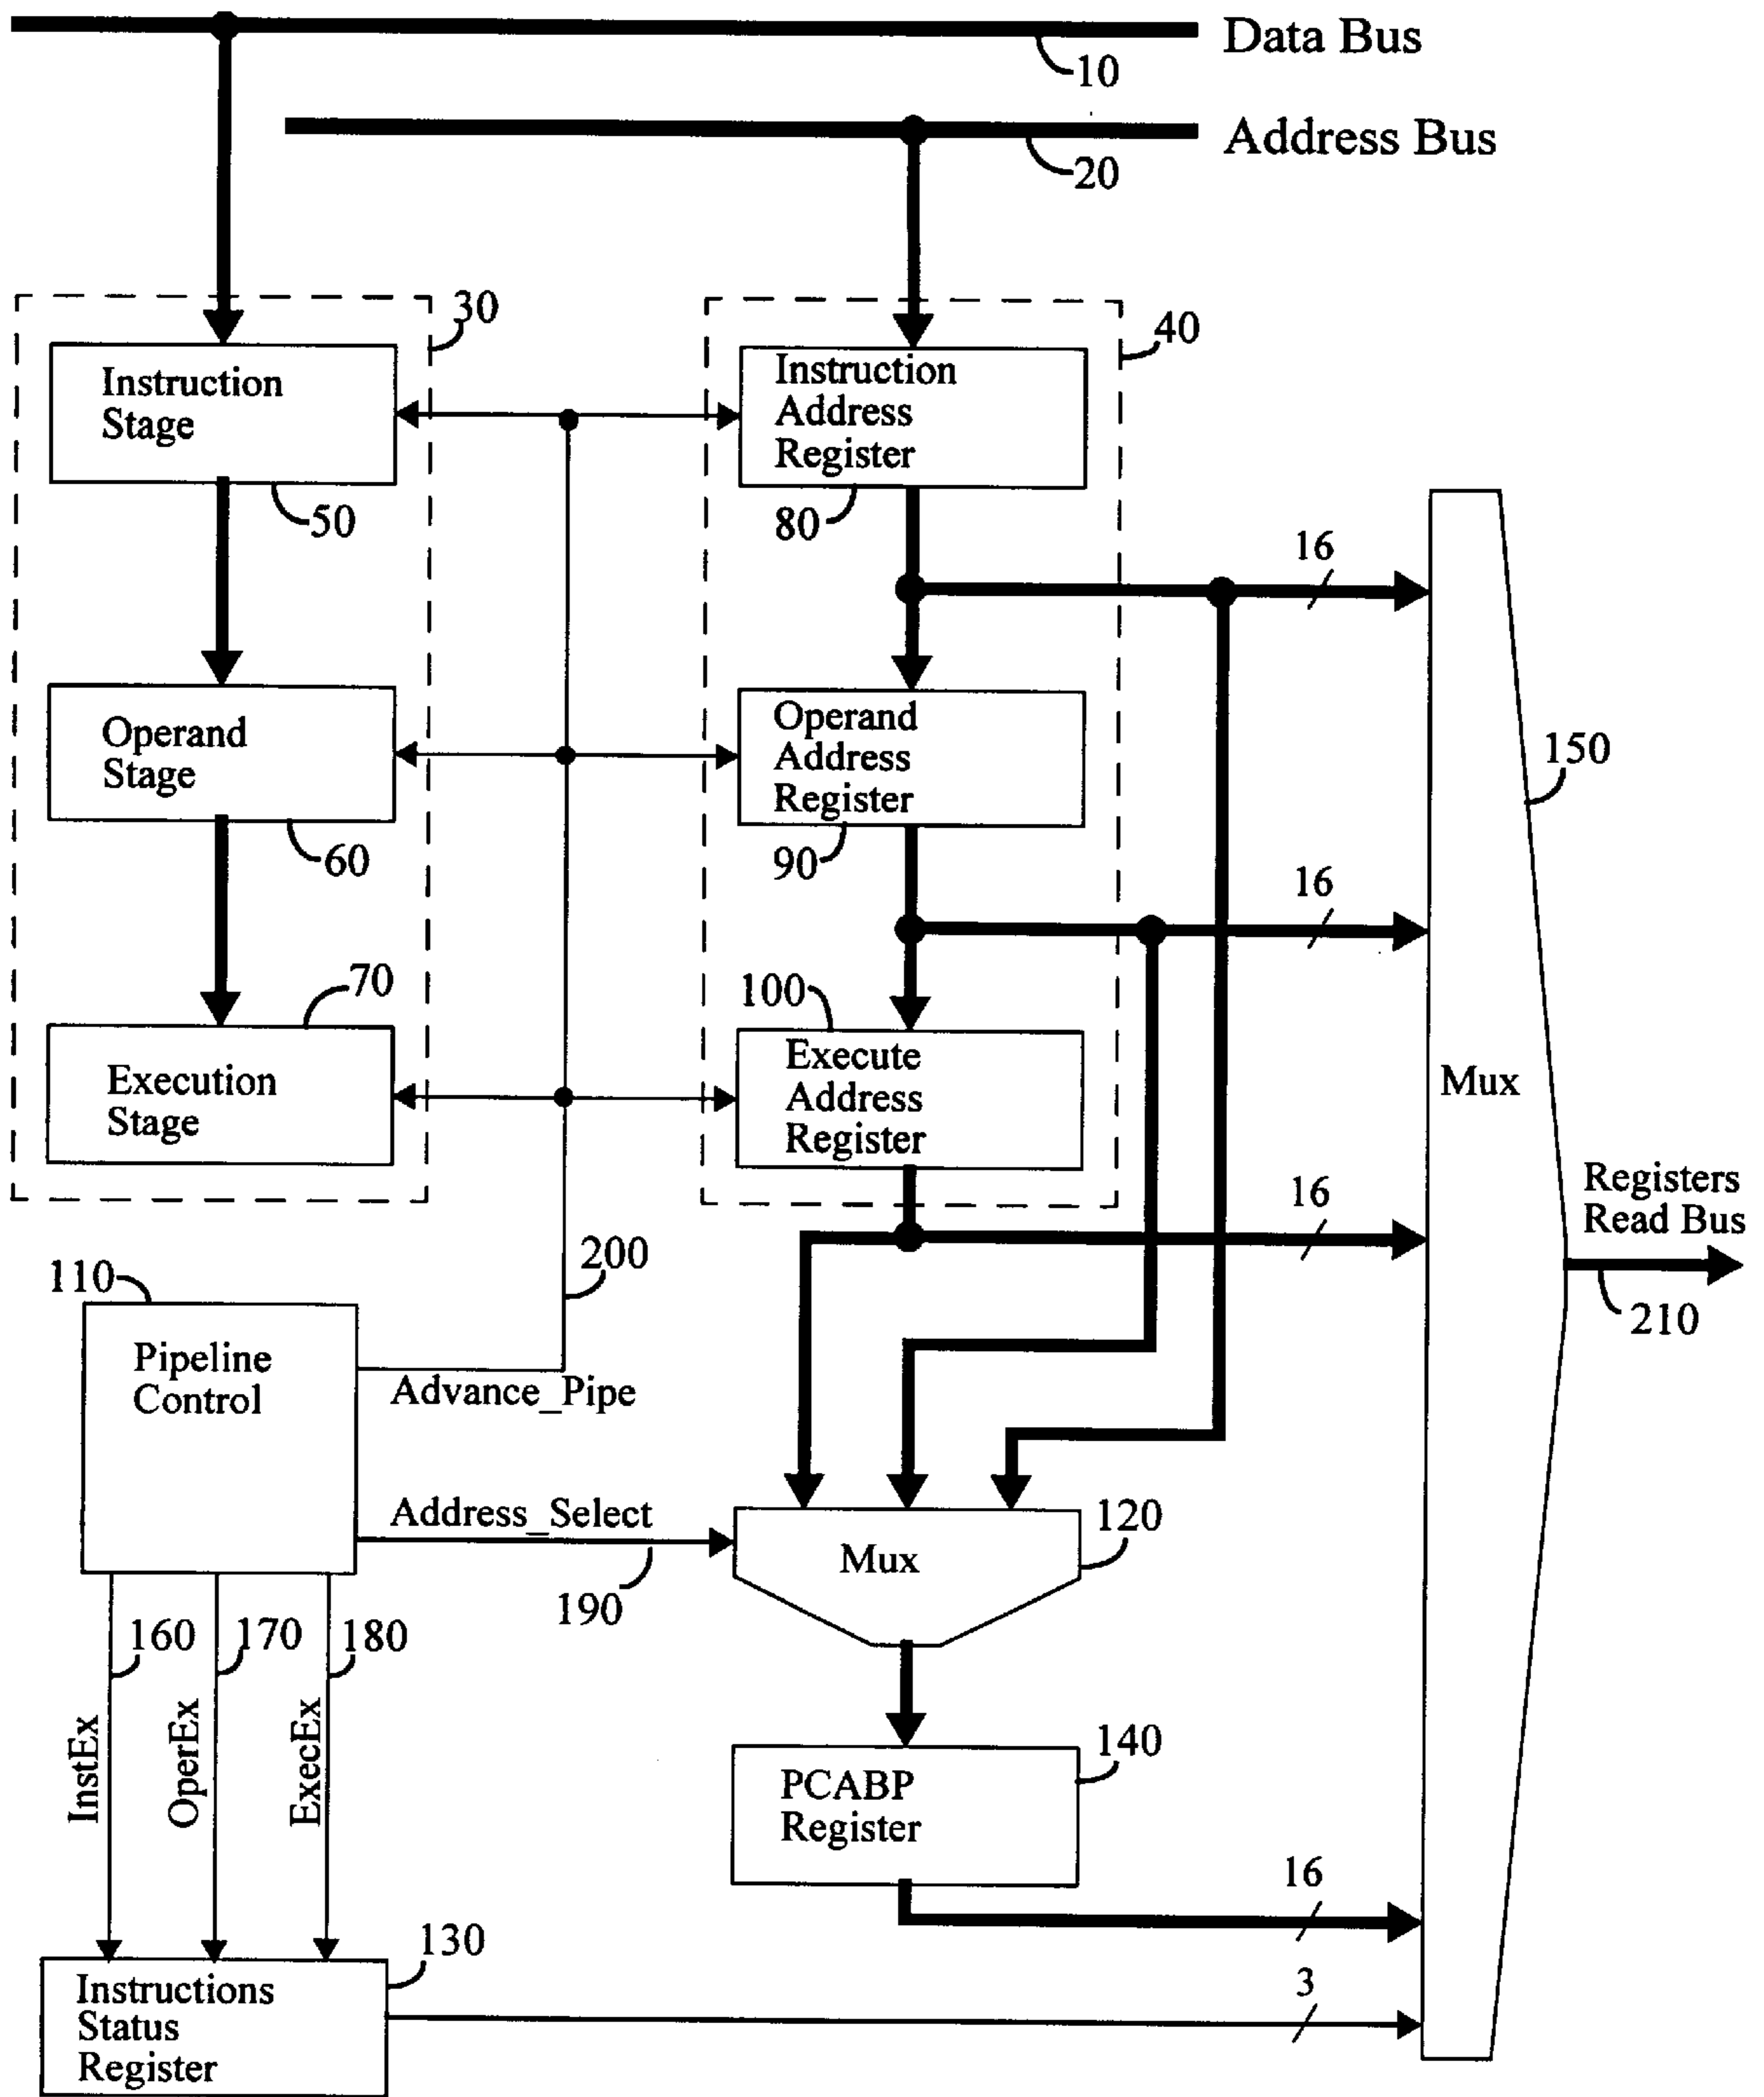 Data Bus
10
Address Bus
20
30
40
Instruction
Stage
50
Instruction
Address
Register
80
16
Operand
Stage
60
Operand
Address
Register
90
150
16
70
100
Execution
Stage
Execute
Address
Register
Mux
16
Registers
Read Bus
210
110
200
Pipeline
Control
Advance_Pipe
Address_Select
190
Mux
120
160
170
180
InstEx
OperEx
ExecEx
140
PCABP
Register
16
130
Instructions
Status
Register
3